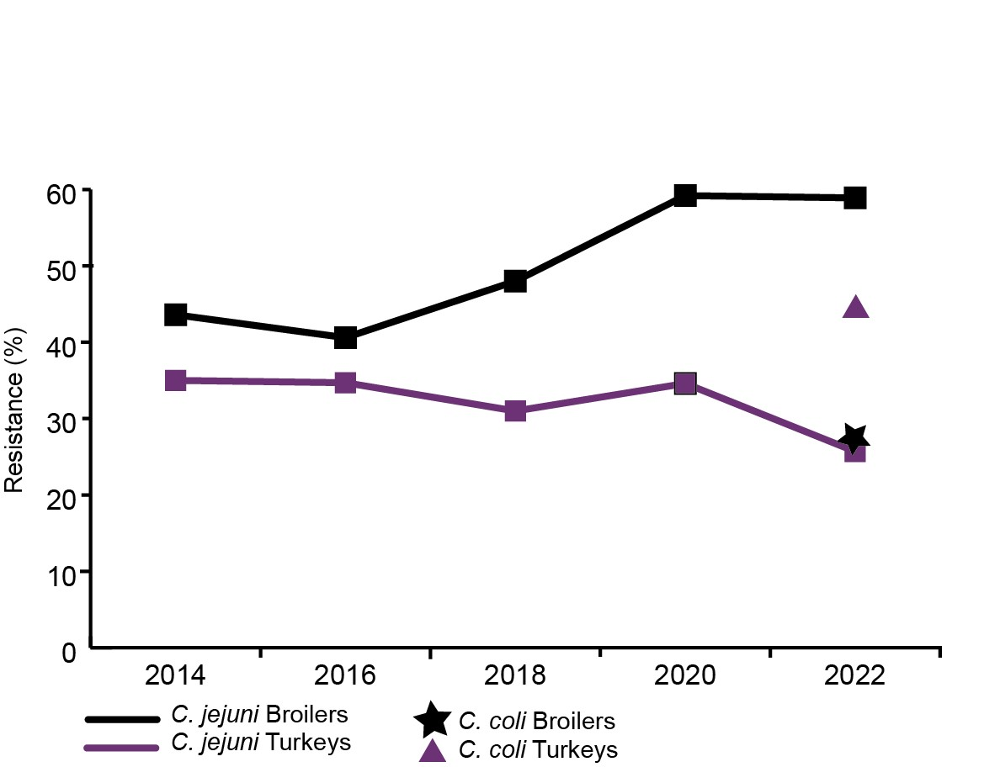 60
50
40
30
20
10
0
Resistance (%)
2014 2016 2018 2020 2022
C. jejuni Broilers
C. jejuni Turkeys
C. coli Broilers
C. coli Turkeys